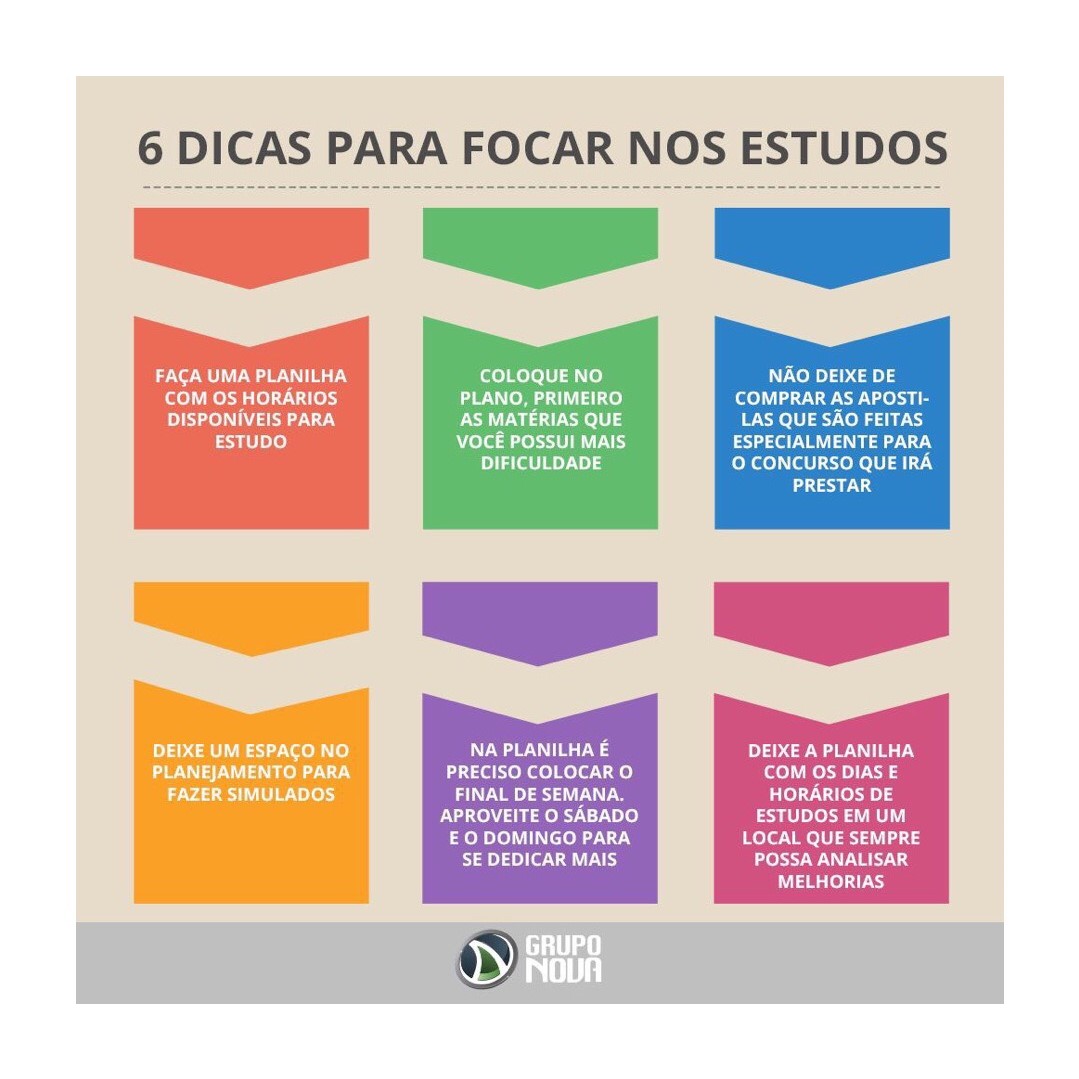 6 DICAS PARA FOCAR NOS ESTUDOS
FAÇA UMA PLANILHA
COM OS HORÁRIOS
DISPONÍVEIS PARA
ESTUDO
COLOQUE NO
PLANO, PRIMEIRO
AS MATÉRIAS QUE
VOCÊ POSSUI MAIS
DIFICULDADE
NÃO DEIXE DE
COMPRAR AS APOSTI-
LAS QUE SÃO FEITAS
ESPECIALMENTE PARA
O CONCURSO QUE IRÁ
PRESTAR
DEIXE UM ESPAÇO NO
PLANEJAMENTO PARA
FAZER SIMULADOS
NA PLANILHA É
PRECISO COLOCAR O
FINAL DE SEMANA.
APROVEITE O SÁBADO
E O DOMINGO PARA
SE DEDICAR MAIS
DEIXE A PLANILHA
COM OS DIAS E
HORÁRIOS DE
ESTUDOS EM UM
LOCAL QUE SEMPRE
POSSA ANALISAR
MELHORIAS
GRUPO
NOVA